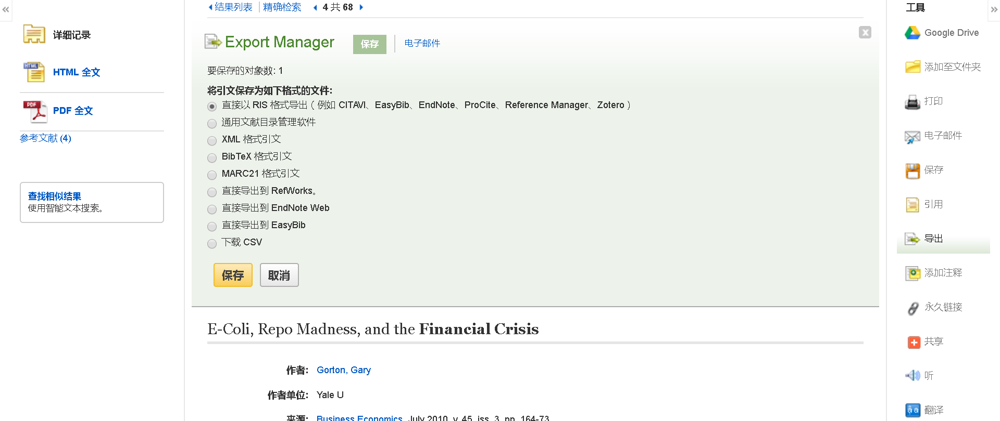 «
详细记录
HTML 全文
PDF 全文
参考文献 (4)
查找相似结果
使用智能文本搜索。
结果列表 精确检索 4 共 68
Export Manager 保存 电子邮件
x
要保存的对象数: 1
将引文保存为如下格式的文件:
直接以 RIS 格式导出 ( 例如 CITAVI、EasyBib、EndNote、ProCite、Reference Manager、Zotero )
通用文献目录管理软件
XML 格式引文
BibTeX 格式引文
MARC21 格式引文
直接导出到 RefWorks。
直接导出到 EndNote Web
直接导出到 EasyBib
下载 CSV
保存 取消
E-Coli, Repo Madness, and the Financial Crisis
作者: Gorton, Gary
作者单位: Yale U
来源: Business Economics, July 2010, v. 45, iss. 3, pp. 164-73
工具
»
Google Drive
添加至文件夹
打印
电子邮件
保存
引用
导出
添加注释
永久链接
共享
听
翻译